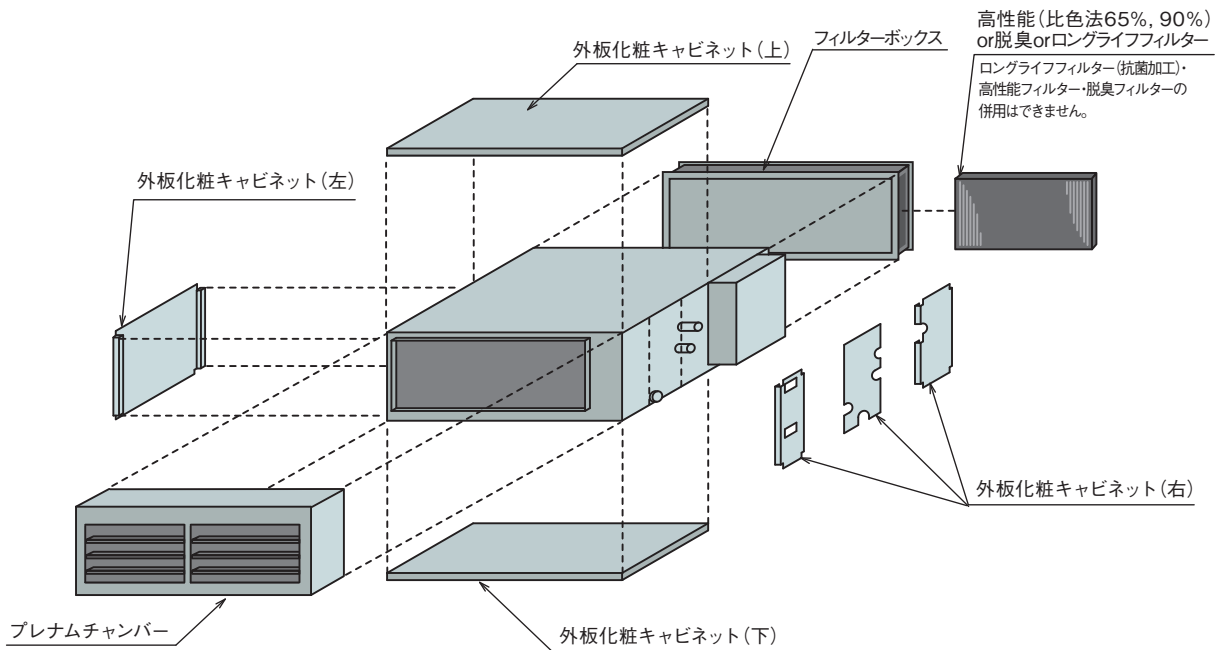 高性能(比色法65%, 90%)
or脱臭orロングライフフィルター
ロングライフフィルター(抗菌加工)・
高性能フィルター・脱臭フィルターの
併用はできません。
フィルターボックス
外板化粧キャビネット(上)
外板化粧キャビネット(左)
外板化粧キャビネット(右)
プレナムチャンバー
外板化粧キャビネット(下)